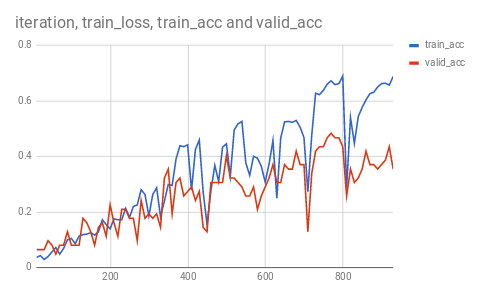 iteration, train_loss, train_acc and valid_acc
0.8
train_acc
valid_acc
0.6
0.4
0.2
0
200 400 600 800